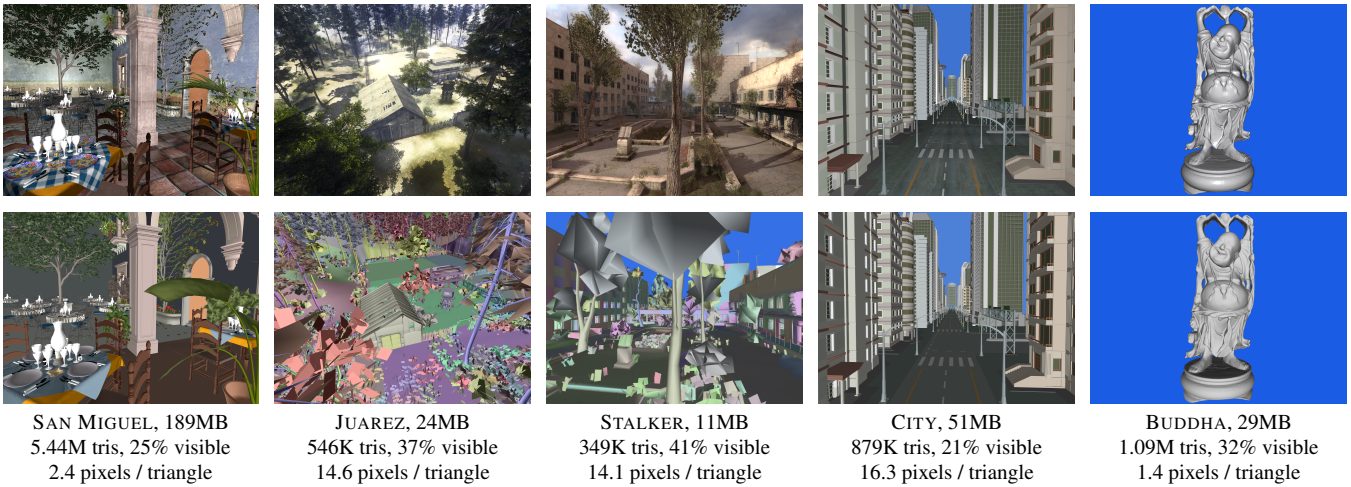 SAN MIGUEL, 189MB
5.44M tris, 25% visible
2.4 pixels / triangle
JUAREZ, 24MB
546K tris, 37% visible
14.6 pixels / triangle
STALKER, 11MB
349K tris, 41% visible
14.1 pixels / triangle
CITY, 51MB
879K tris, 21% visible
16.3 pixels / triangle
BUDDHA, 29MB
1.09M tris, 32% visible
1.4 pixels / triangle